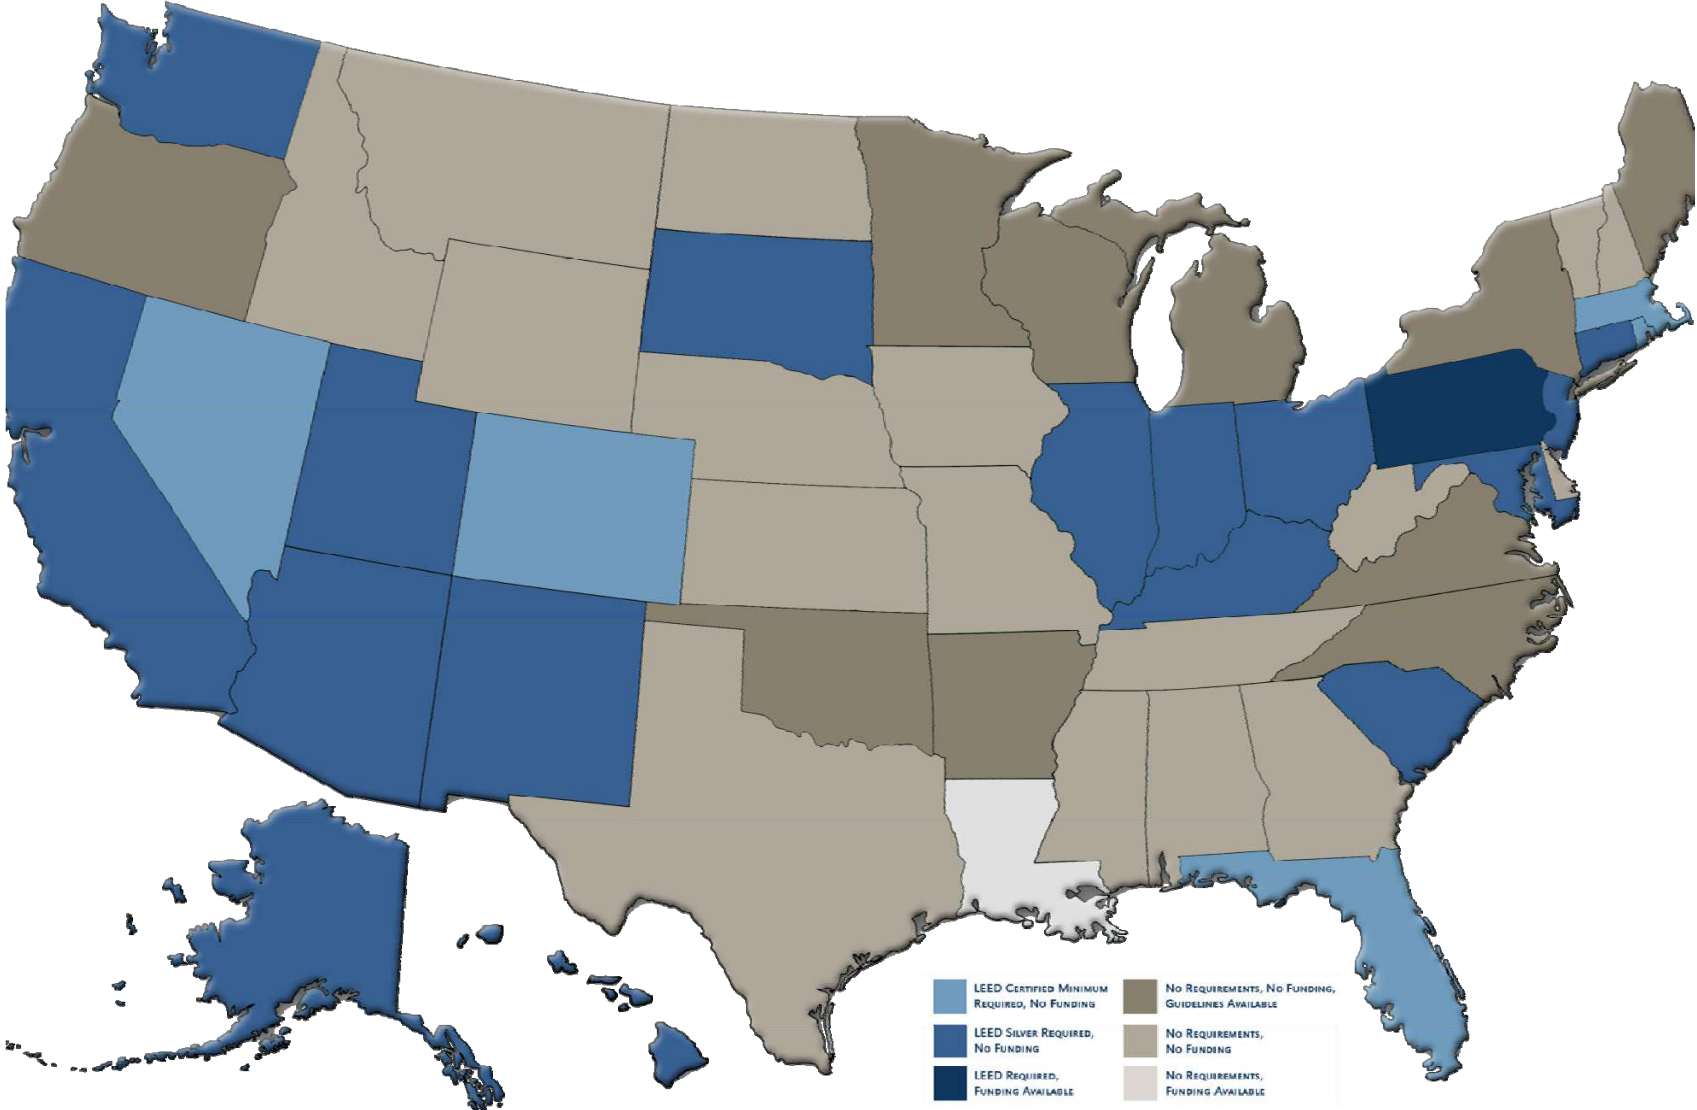 LEED Certified Minimum
Required, No Funding
LEED Silver Required,
No Funding
LEED Required,
Funding Available
No Requirements, No Funding,
Guidelines Available
No Requirements,
No Funding
No Requirements,
Funding Available